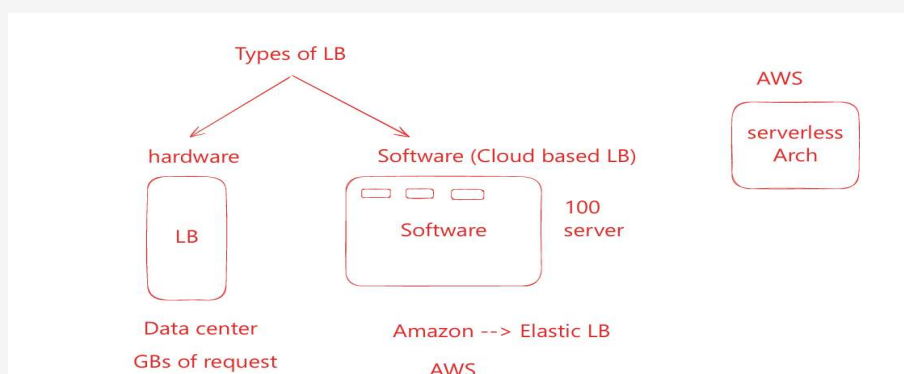 Types of LB
AWS
serverless
Arch
hardware
Software (Cloud based LB)
LB
Software
100
server
Data center
GBs of request
Amazon --> Elastic LB
AWS